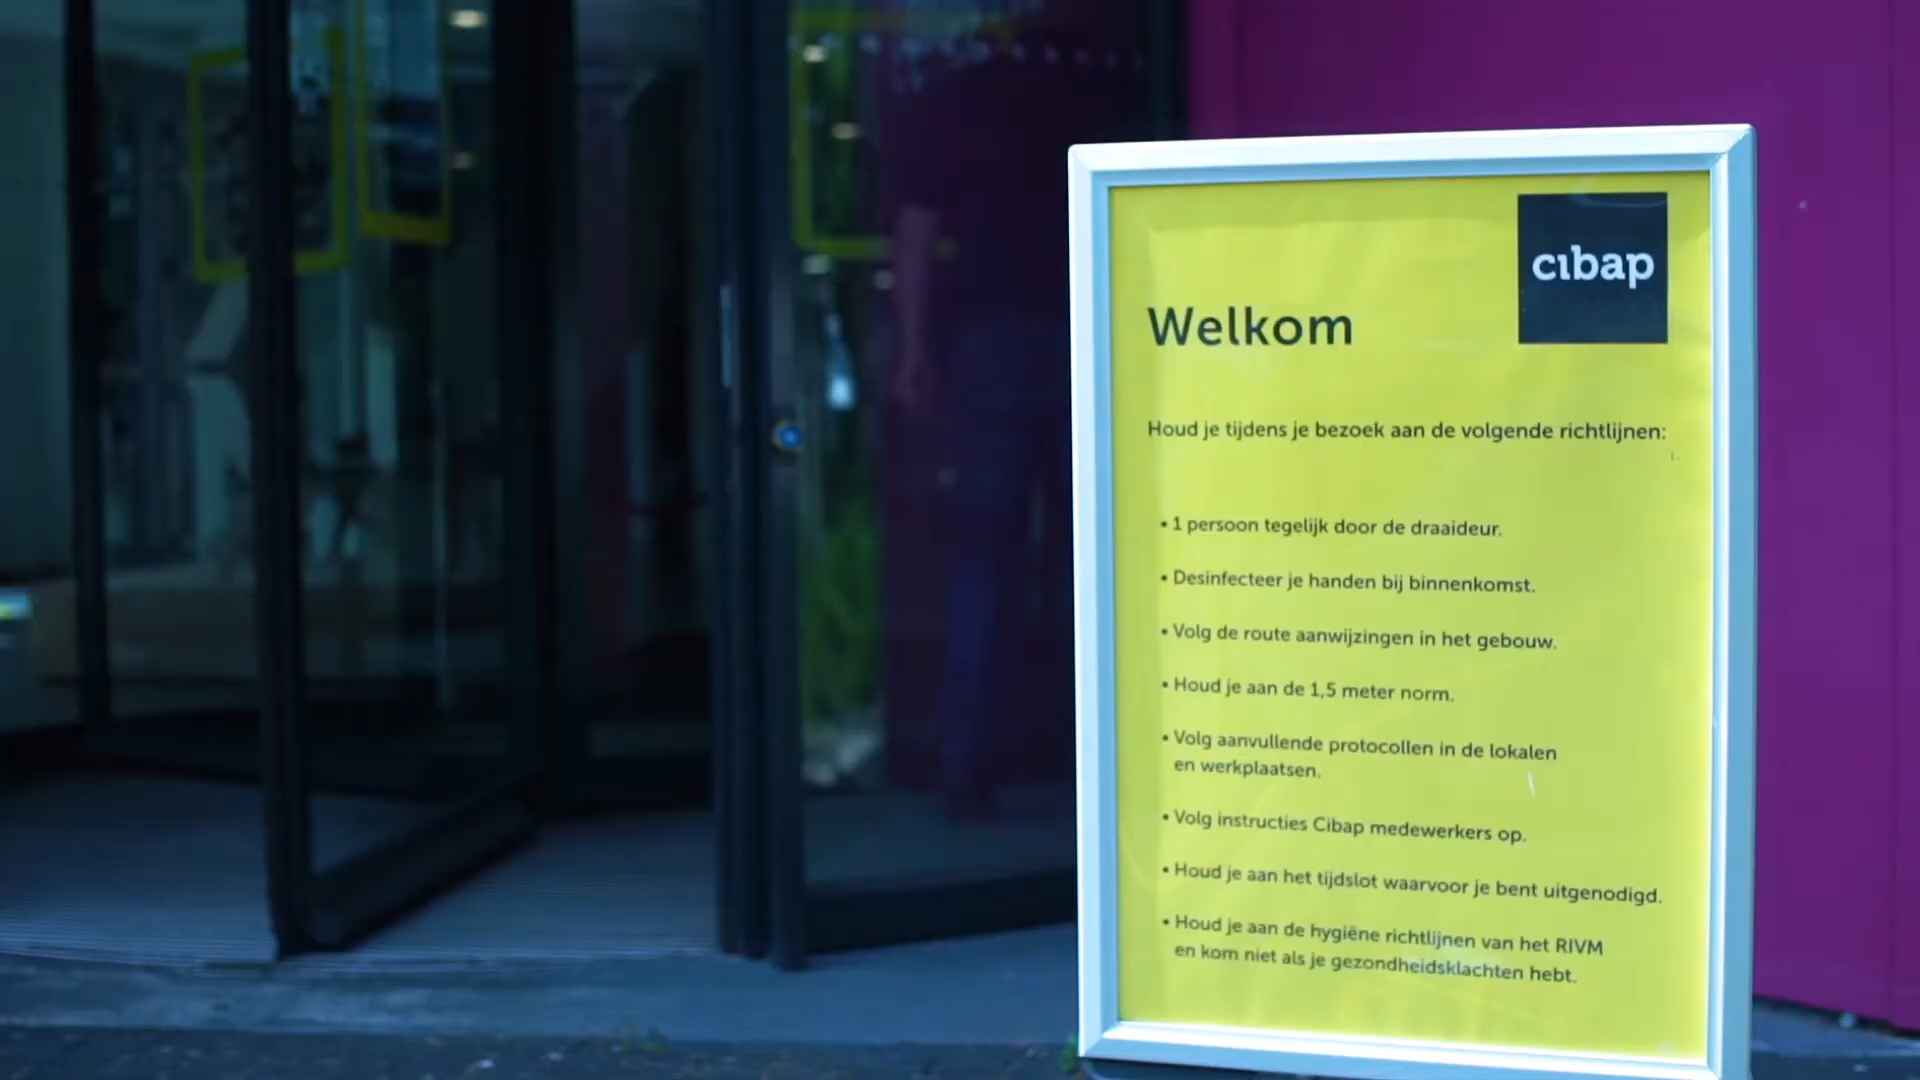 cibap
Welkom
Houd je tijdens je bezoek aan de volgende richtlijnen:
• 1 persoon tegelijk door de draaideur.
• Desinfecteer je handen bij binnenkomst.
• Volg de route aanwijzingen in het gebouw.
• Houd je aan de 1,5 meter norm.
• Volg aanvullende protocollen in de lokalen
en werkplaatsen.
• Volg instructies Cibap medewerkers op.
• Houd je aan het tijdslot waarvoor je bent uitgenodigd.
• Houd je aan de hygiëne richtlijnen van het RIVM
en kom niet als je gezondheidsklachten hebt.